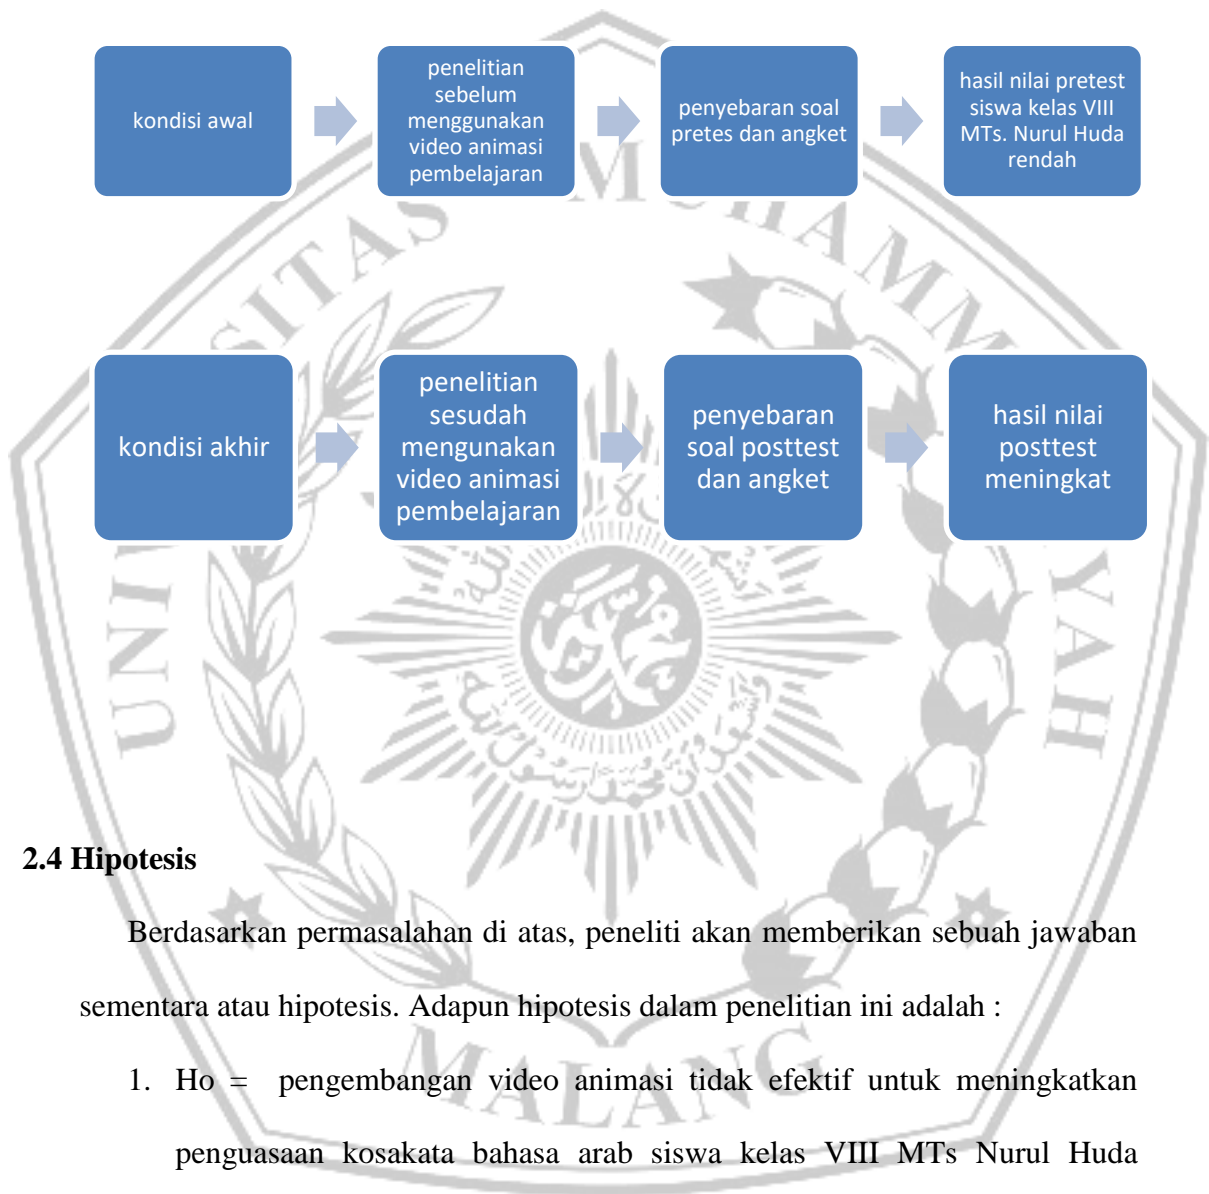 kondisi awal
penelitian
sebelum
menggunakan
video animasi
pembelajaran
penyebaran soal
pretes dan angket
hasil nilai pretest
siswa kelas VIII
MTs. Nurul Huda
rendah
kondisi akhir
penelitian
sesudah
mengunakan
video animasi
pembelajaran
penyebaran
soal posttest
dan angket
hasil nilai
posttest
meningkat
2.4 Hipotesis
Berdasarkan permasalahan di atas, peneliti akan memberikan sebuah jawaban
sementara atau hipotesis. Adapun hipotesis dalam penelitian ini adalah :
1. Ho = pengembangan video animasi tidak efektif untuk meningkatkan
penguasaan kosakata bahasa arab siswa kelas VIII MTs Nurul Huda
MALANG